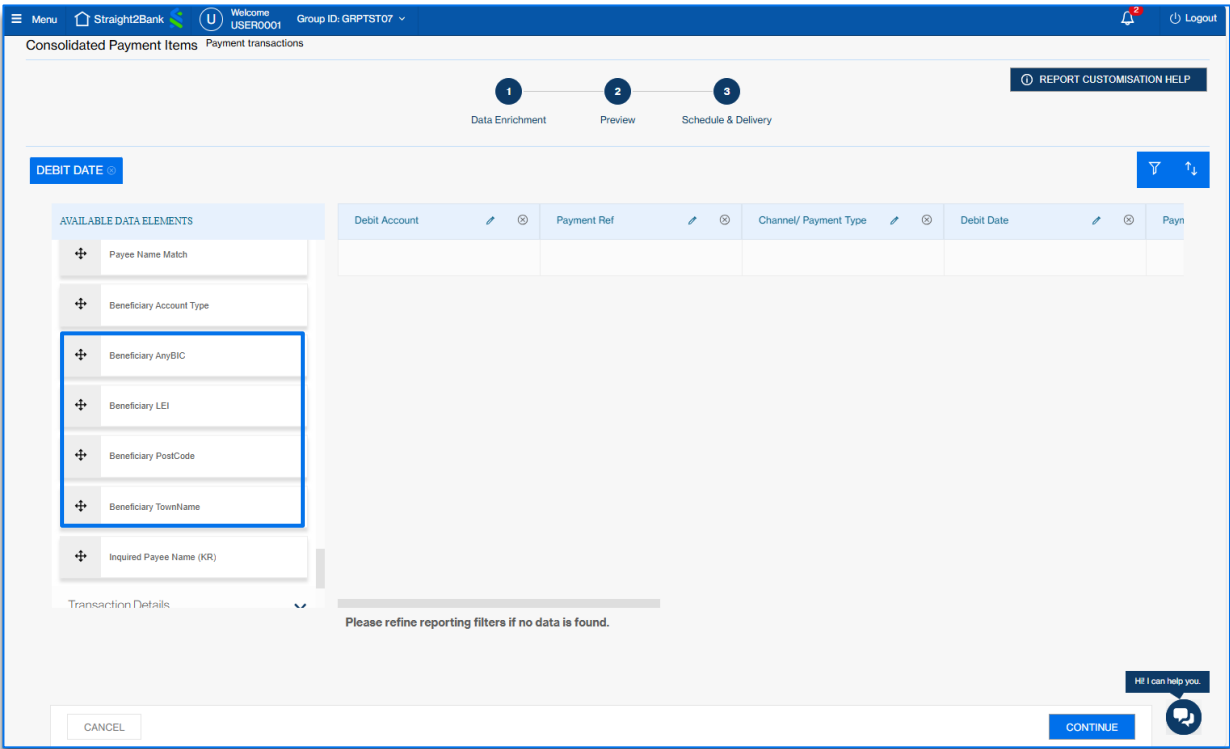 Menu Straight2Bank U Welcome USER0001 Group ID: GRPTST07 2 Logout
Consolidated Payment Items Payment transactions
REPORT CUSTOMISATION HELP
1 2 3
Data Enrichment Preview Schedule & Delivery
DEBIT DATE
AVAILABLE DATA ELEMENTS
Debit Account Payment Ref Channel/ Payment Type Debit Date Paym
Payee Name Match
Beneficiary Account Type
Beneficiary AnyBIC
Beneficiary LEI
Beneficiary PostCode
Beneficiary TownName
Inquired Payee Name (KR)
Transaction Details
Please refine reporting filters if no data is found.
Hi! I can help you.
CANCEL CONTINUE